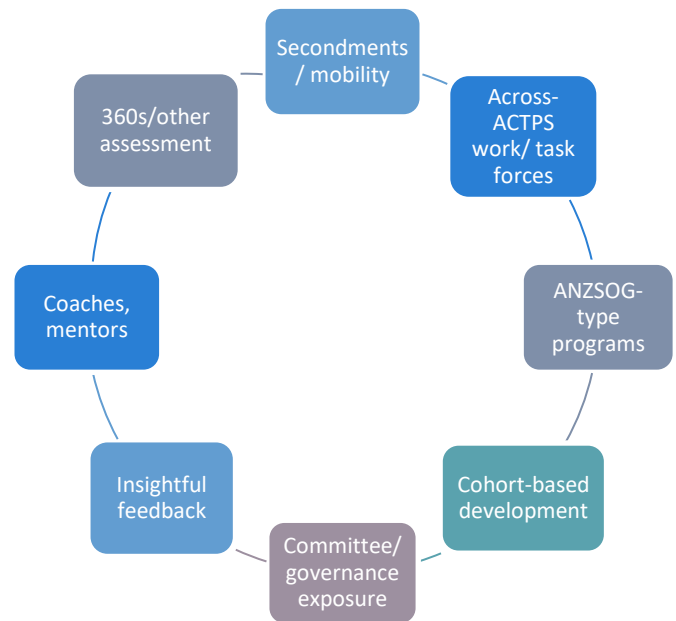 Secondments
/ mobility
Across-
ACTPS
work/ task
forces
ANZSOG-
type
programs
Cohort-based
development
Committee/
governance
exposure
Insightful
feedback
Coaches,
mentors
360s/other
assessment